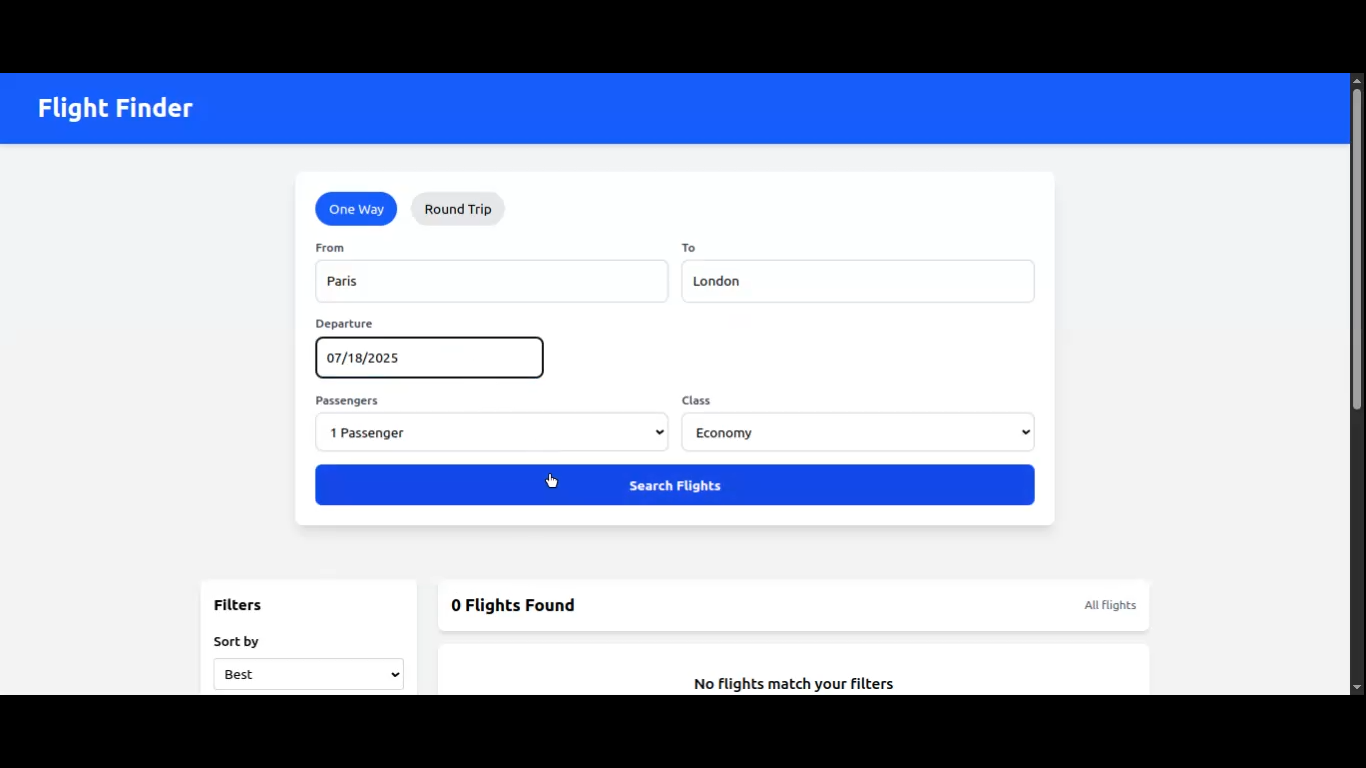 Flight Finder
One Way Round Trip
From To
Paris London
Departure
07/18/2025
Passengers Class
1 Passenger Economy
Search Flights
Filters 0 Flights Found All flights
Sort by
Best No flights match your filters